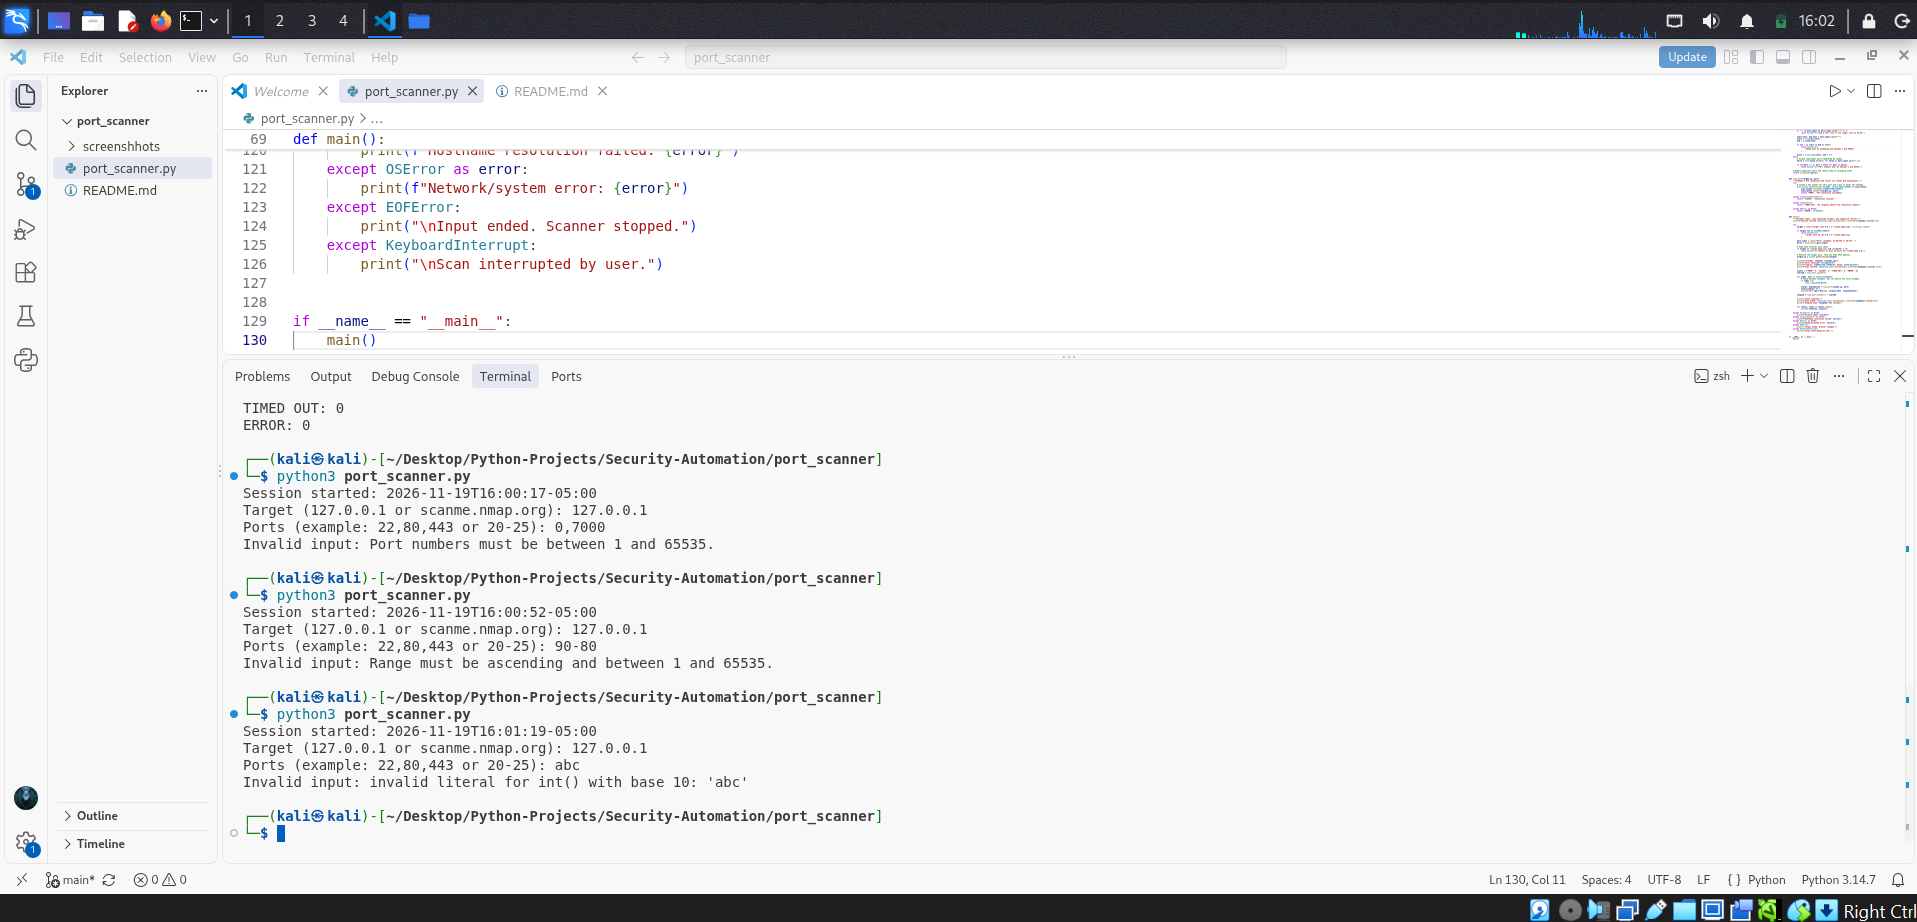 1 2 3 4 16:02
File Edit Selection View Go Run Terminal Help port_scanner Update
Explorer
port_scanner
screenshhots
port_scanner.py
README.md
Outline
Timeline
Welcome port_scanner.py README.md
port_scanner.py > ...
69 def main():
120 print(f"Hostname resolution failed: {error}")
121 except OSError as error:
122 print(f"Network/system error: {error}")
123 except EOFError:
124 print("\nInput ended. Scanner stopped.")
125 except KeyboardInterrupt:
126 print("\nScan interrupted by user.")
127
128
129 if __name__ == "__main__":
130 main()
Problems Output Debug Console Terminal Ports zsh
TIMED OUT: 0
ERROR: 0
┌──(kali㉿kali)-[~/Desktop/Python-Projects/Security-Automation/port_scanner]
└─$ python3 port_scanner.py
Session started: 2026-11-19T16:00:17-05:00
Target (127.0.0.1 or scanme.nmap.org): 127.0.0.1
Ports (example: 22,80,443 or 20-25): 0,7000
Invalid input: Port numbers must be between 1 and 65535.
┌──(kali㉿kali)-[~/Desktop/Python-Projects/Security-Automation/port_scanner]
└─$ python3 port_scanner.py
Session started: 2026-11-19T16:00:52-05:00
Target (127.0.0.1 or scanme.nmap.org): 127.0.0.1
Ports (example: 22,80,443 or 20-25): 90-80
Invalid input: Range must be ascending and between 1 and 65535.
┌──(kali㉿kali)-[~/Desktop/Python-Projects/Security-Automation/port_scanner]
└─$ python3 port_scanner.py
Session started: 2026-11-19T16:01:19-05:00
Target (127.0.0.1 or scanme.nmap.org): 127.0.0.1
Ports (example: 22,80,443 or 20-25): abc
Invalid input: invalid literal for int() with base 10: 'abc'
┌──(kali㉿kali)-[~/Desktop/Python-Projects/Security-Automation/port_scanner]
└─$
main* 0 0 Ln 130, Col 11 Spaces: 4 UTF-8 LF { } Python Python 3.14.7
Right Ctrl